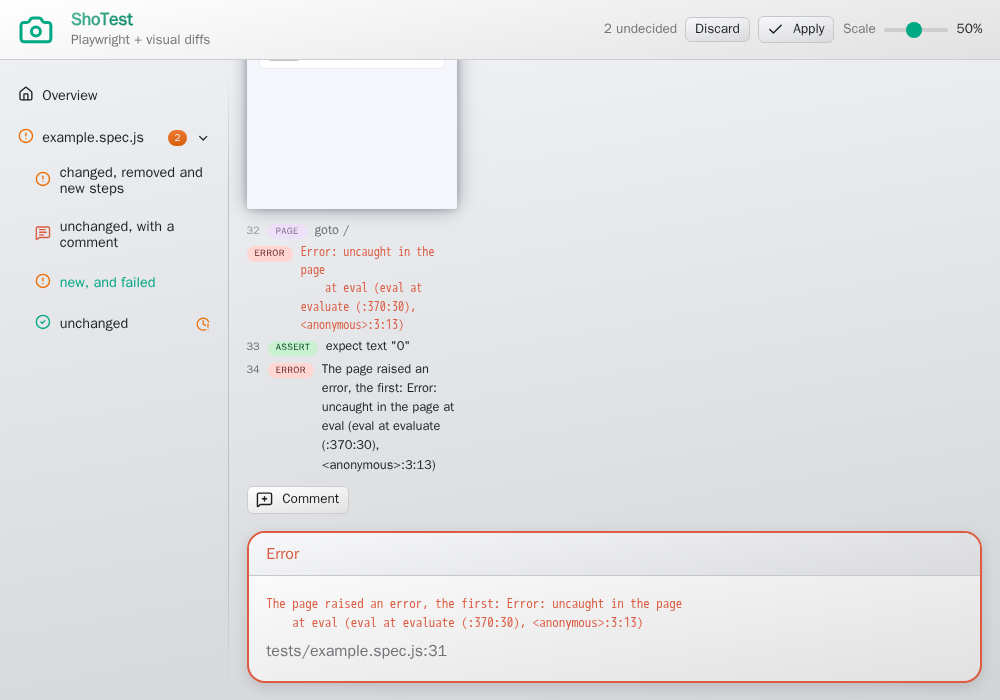 ShoTest
Playwright + visual diffs
2 undecided
Discard
Apply
Scale
50%
Overview
example.spec.js
2
changed, removed and
new steps
unchanged, with a
comment
new, and failed
unchanged
32 PAGE goto /
ERROR Error: uncaught in the
page
at eval (eval at
evaluate (:370:30),
<anonymous>:3:13)
33 ASSERT expect text "0"
34 ERROR The page raised an
error, the first: Error:
uncaught in the page at
eval (eval at evaluate
(:370:30),
<anonymous>:3:13)
Comment
Error
The page raised an error, the first: Error: uncaught in the page
at eval (eval at evaluate (:370:30), <anonymous>:3:13)
tests/example.spec.js:31